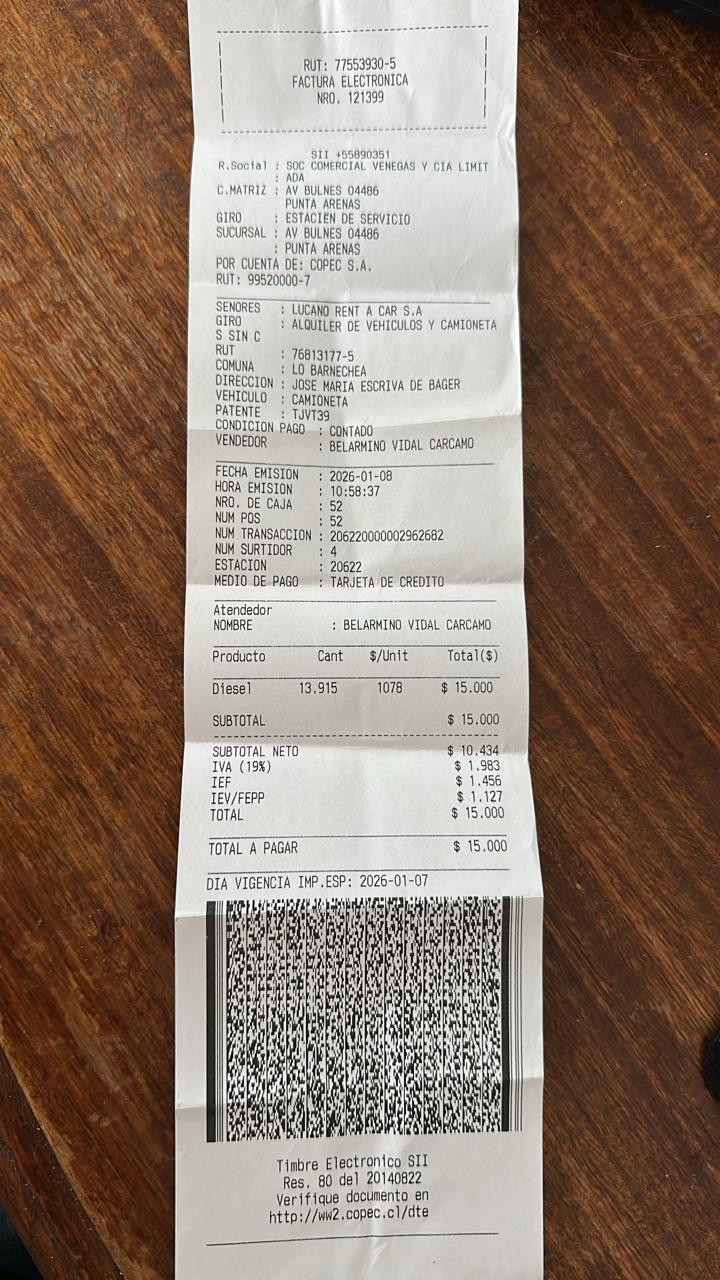 RUT: 77553930-5
FACTURA ELECTRONICA
NRO. 121399
SII +55890351
R.Social : SOC COMERCIAL VENEGAS Y CIA LIMIT
: ADA
C.MATRIZ : AV BULNES 04486
PUNTA ARENAS
GIRO : ESTACIEN DE SERVICIO
SUCURSAL : AV BULNES 04486
: PUNTA ARENAS
POR CUENTA DE: COPEC S.A.
RUT: 99520000-7
SENORES : LUCANO RENT A CAR S.A
GIRO : ALQUILER DE VEHICULOS Y CAMIONETA
S SIN C
RUT : 76813177-5
COMUNA : LO BARNECHEA
DIRECCION : JOSE MARIA ESCRIVA DE BAGER
VEHICULO : CAMIONETA
PATENTE : TJVT39
CONDICION PAGO : CONTADO
VENDEDOR : BELARMINO VIDAL CARCAMO
FECHA EMISION : 2026-01-08
HORA EMISION : 10:58:37
NRO. DE CAJA : 52
NUM POS : 52
NUM TRANSACCION : 206220000002962682
NUM SURTIDOR : 4
ESTACION : 20622
MEDIO DE PAGO : TARJETA DE CREDITO
Atendedor
NOMBRE : BELARMINO VIDAL CARCAMO
Producto Cant $/Unit Total($)
Diesel 13.915 1078 $ 15.000
SUBTOTAL $ 15.000
SUBTOTAL NETO $ 10.434
IVA (19%) $ 1.983
IEF $ 1.456
IEV/FEPP $ 1.127
TOTAL $ 15.000
TOTAL A PAGAR $ 15.000
DIA VIGENCIA IMP.ESP: 2026-01-07
Timbre Electronico SII
Res. 80 del 20140822
Verifique documento en
http://ww2.copec.cl/dte